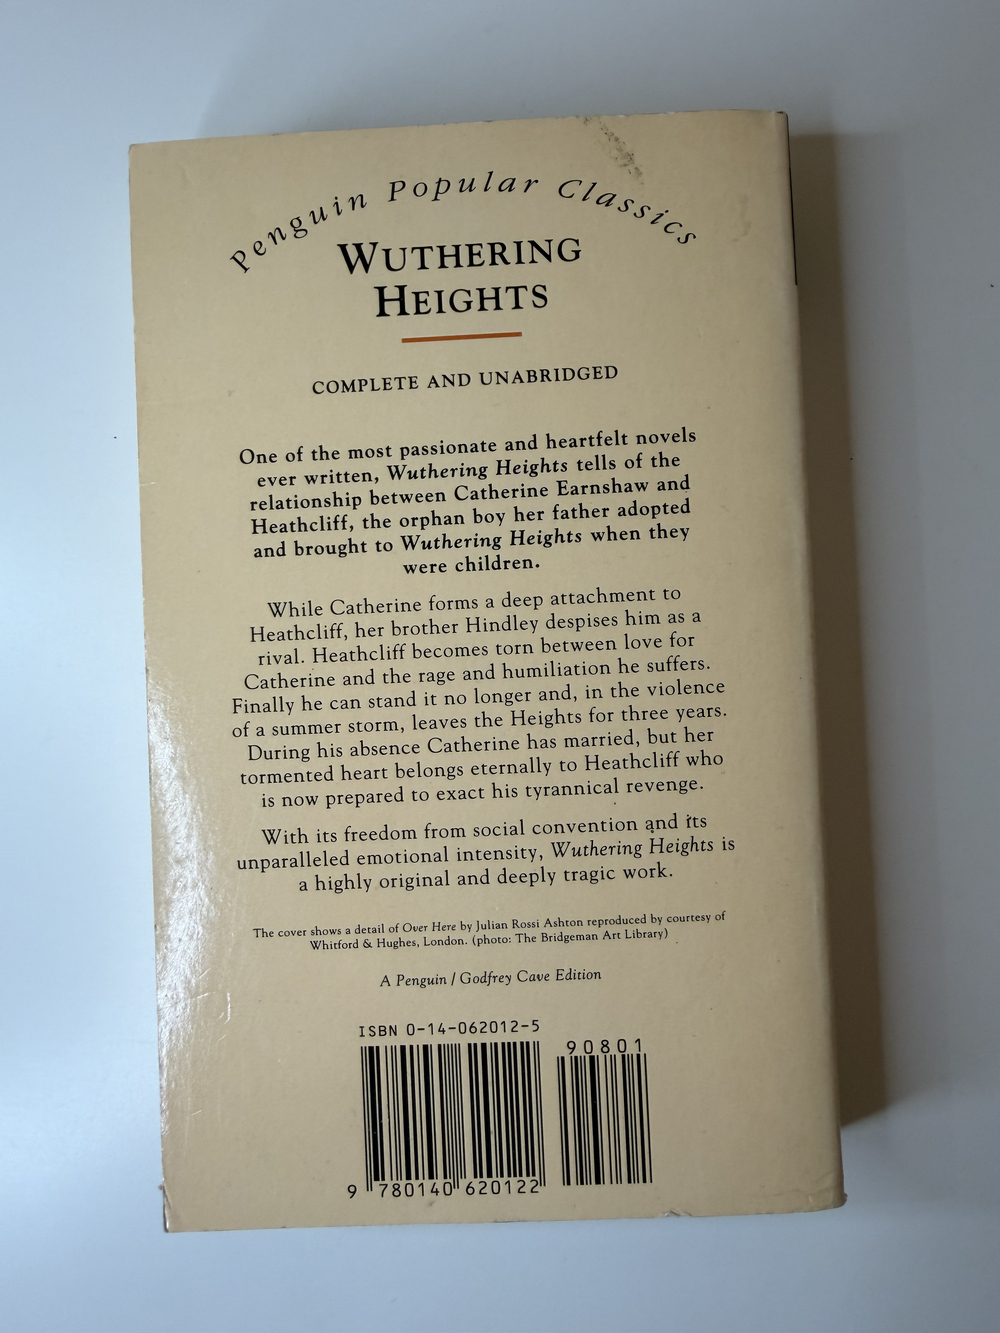 Penguin Popular Classics
WUTHERING
HEIGHTS
COMPLETE AND UNABRIDGED
One of the most passionate and heartfelt novels
ever written, Wuthering Heights tells of the
relationship between Catherine Earnshaw and
Heathcliff, the orphan boy her father adopted
and brought to Wuthering Heights when they
were children.
While Catherine forms a deep attachment to
Heathcliff, her brother Hindley despises him as a
rival. Heathcliff becomes torn between love for
Catherine and the rage and humiliation he suffers.
Finally he can stand it no longer and, in the violence
of a summer storm, leaves the Heights for three years.
During his absence Catherine has married, but her
tormented heart belongs eternally to Heathcliff who
is now prepared to exact his tyrannical revenge.
With its freedom from social convention and its
unparalleled emotional intensity, Wuthering Heights is
a highly original and deeply tragic work.
The cover shows a detail of Over Here by Julian Rossi Ashton reproduced by courtesy of
Whitford & Hughes, London. (photo: The Bridgeman Art Library)
A Penguin / Godfrey Cave Edition
ISBN 0-14-062012-5
90801
9 780140 620122